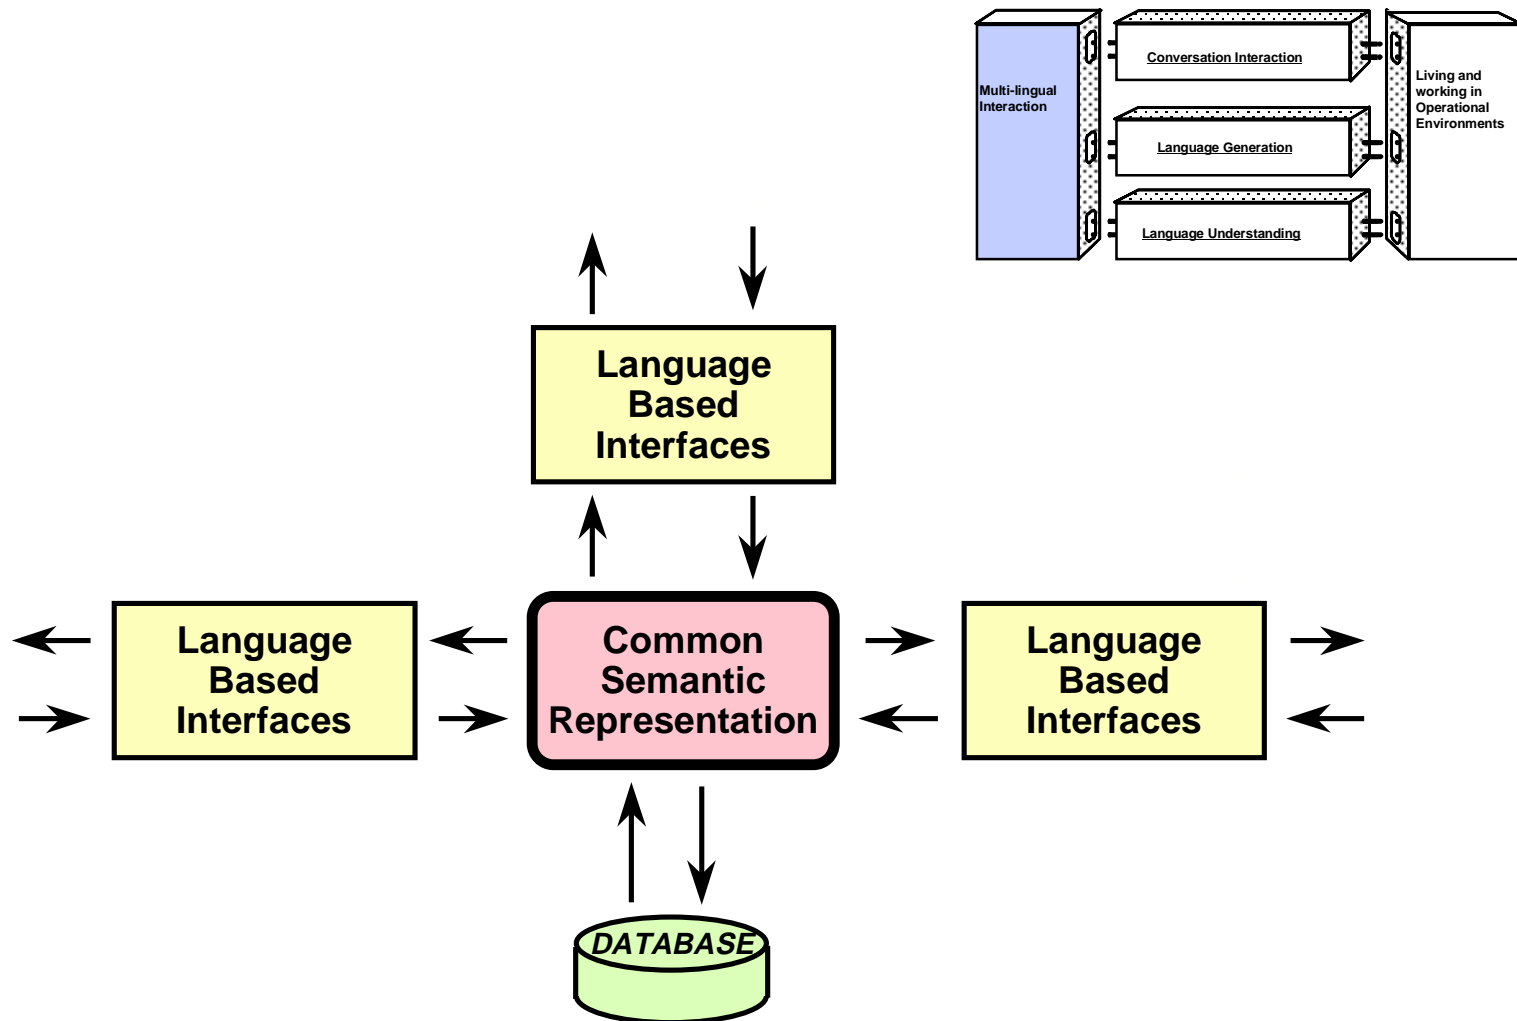 Conversation Interaction
Multi-lingual
Interaction
Living and
working in
Operational
Environments
Language Generation
Language Understanding
Language
Based
Interfaces
Language
Based
Interfaces
Common
Semantic
Representation
Language
Based
Interfaces
DATABASE